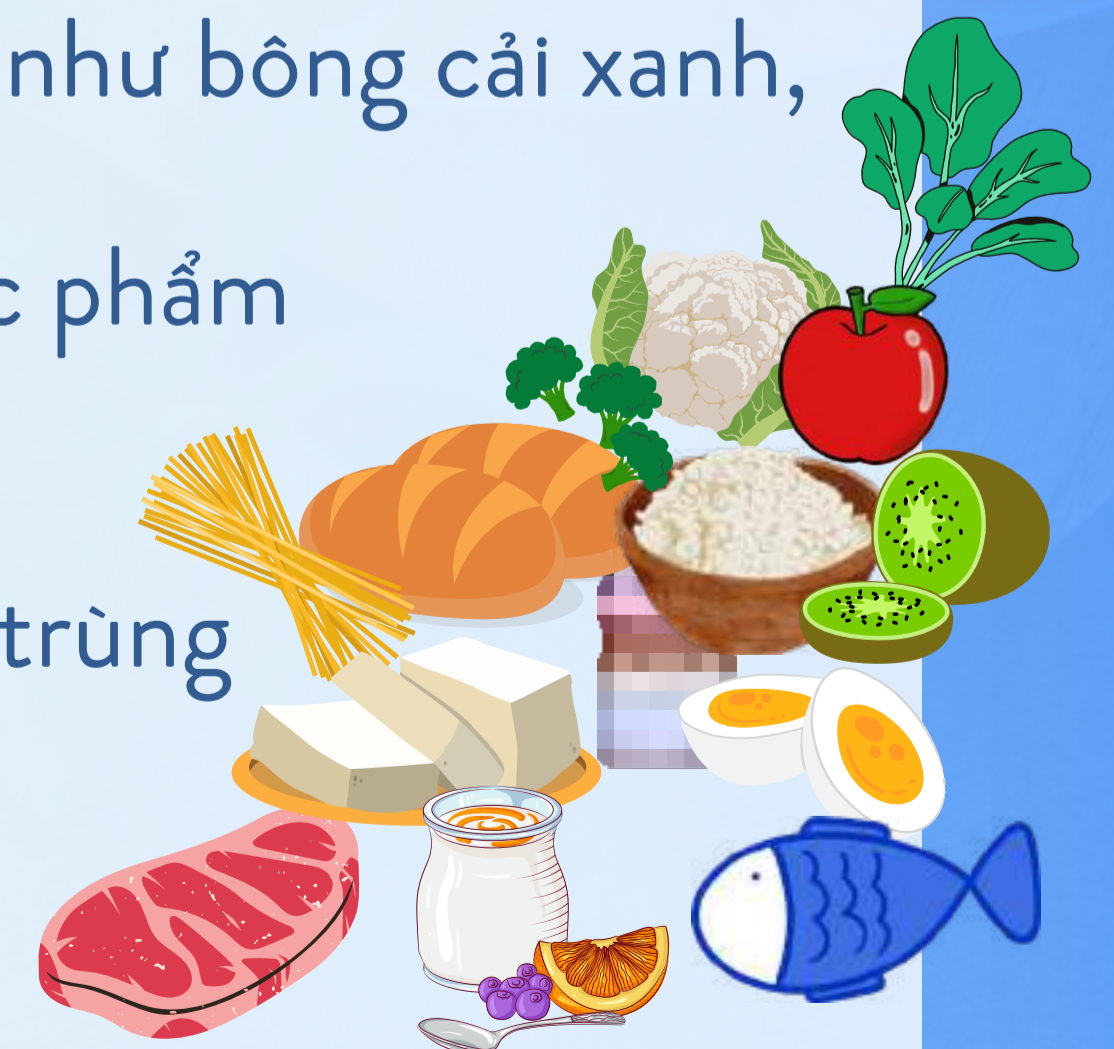 như bông cải xanh,
phẩm
trùng